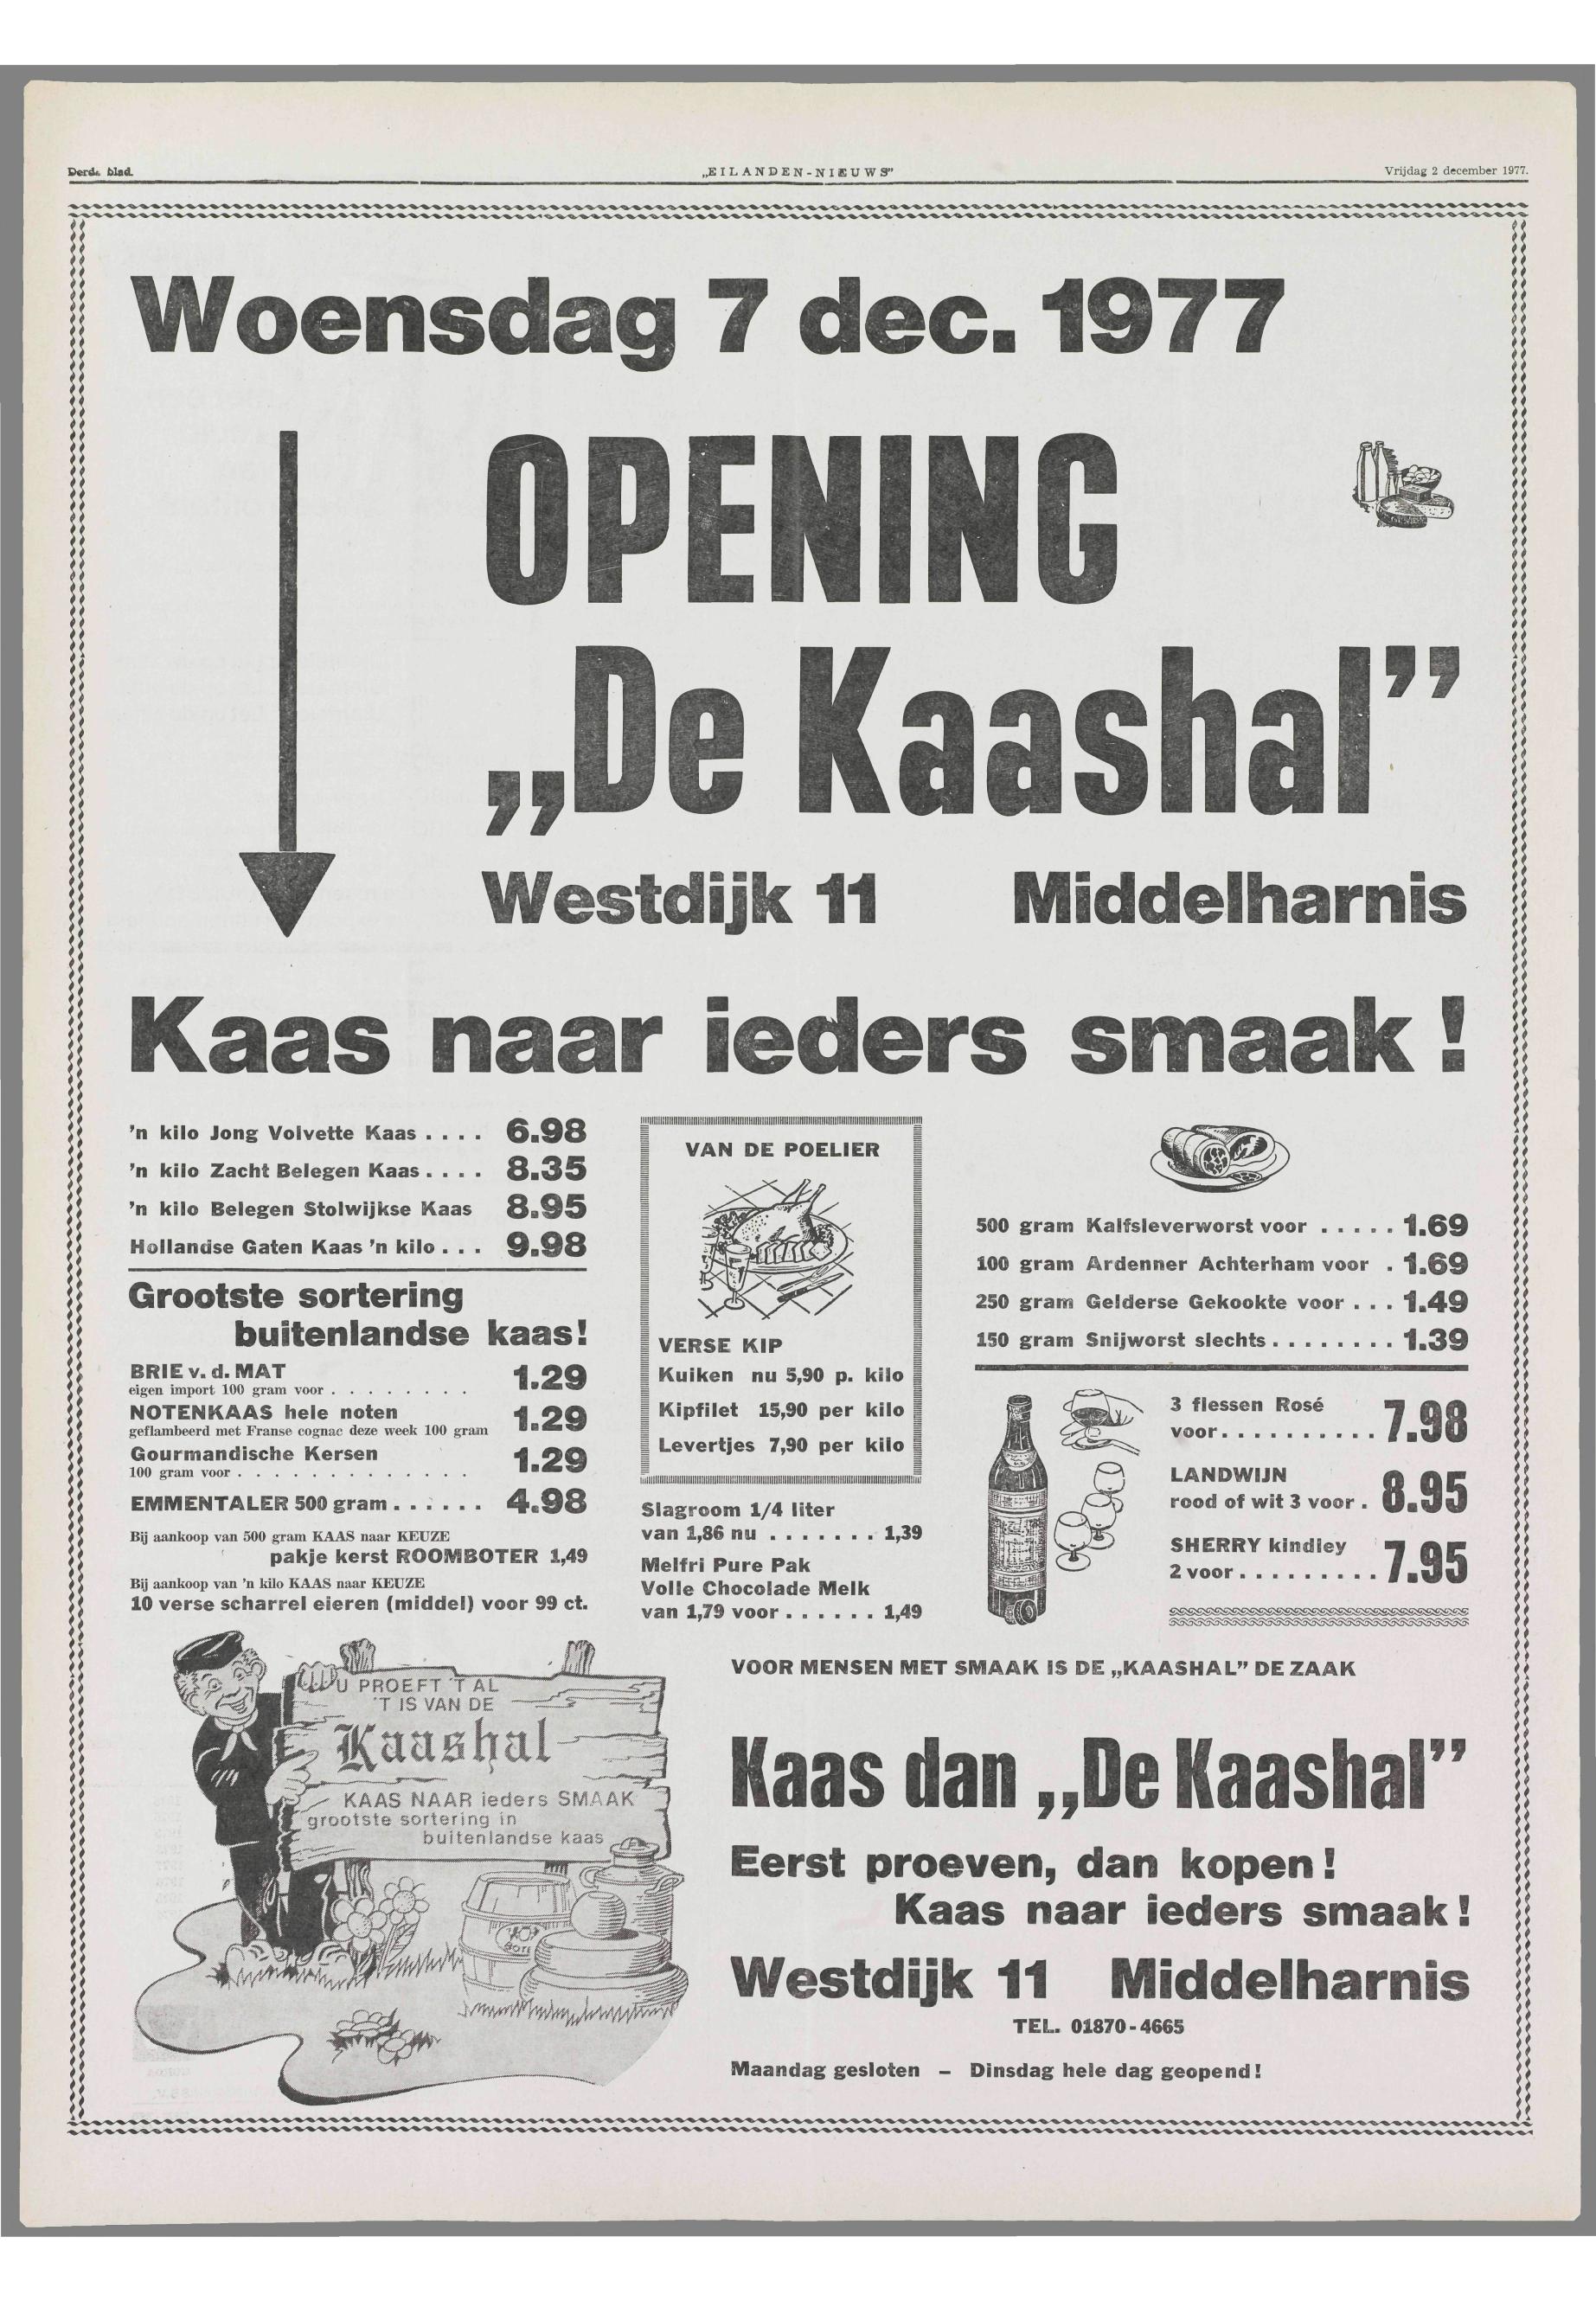 Derde blad.
„EILANDEN-NIEUWS”
Vrijdag 2 december 1977.
Woensdag 7 dec. 1977
OPENING
„De Kaashal”
Westdijk 11 Middelharnis
Kaas naar ieders smaak !
'n kilo Jong Volvette Kaas . . . . 6.98
'n kilo Zacht Belegen Kaas . . . . 8.35
'n kilo Belegen Stolwijkse Kaas 8.95
Hollandse Gaten Kaas 'n kilo . . . 9.98
Grootste sortering
buitenlandse kaas!
BRIE v. d. MAT
eigen import 100 gram voor . . . . . . . . 1.29
NOTENKAAS hele noten
geflambeerd met Franse cognac deze week 100 gram 1.29
Gourmandische Kersen
100 gram voor . . . . . . . . . . . . . 1.29
EMMENTALER 500 gram . . . . . . 4.98
Bij aankoop van 500 gram KAAS naar KEUZE
pakje kerst ROOMBOTER 1,49
Bij aankoop van 'n kilo KAAS naar KEUZE
10 verse scharrel eieren (middel) voor 99 ct.
VAN DE POELIER
VERSE KIP
Kuiken nu 5,90 p. kilo
Kipfilet 15,90 per kilo
Levertjes 7,90 per kilo
Slagroom 1/4 liter
van 1,86 nu . . . . . . . 1,39
Melfri Pure Pak
Volle Chocolade Melk
van 1,79 voor . . . . . . 1,49
500 gram Kalfsleverworst voor . . . . . 1.69
100 gram Ardenner Achterham voor . 1.69
250 gram Gelderse Gekookte voor . . . 1.49
150 gram Snijworst slechts . . . . . . . . 1.39
3 flessen Rosé
voor . . . . . . . . . . 7.98
LANDWIJN
rood of wit 3 voor . 8.95
SHERRY kindley
2 voor . . . . . . . . . 7.95
U PROEFT 'T AL
'T IS VAN DE
Kaashal
KAAS NAAR ieders SMAAK
grootste sortering in
buitenlandse kaas
VOOR MENSEN MET SMAAK IS DE „KAASHAL” DE ZAAK
Kaas dan „De Kaashal”
Eerst proeven, dan kopen !
Kaas naar ieders smaak !
Westdijk 11 Middelharnis
TEL. 01870-4665
Maandag gesloten – Dinsdag hele dag geopend !